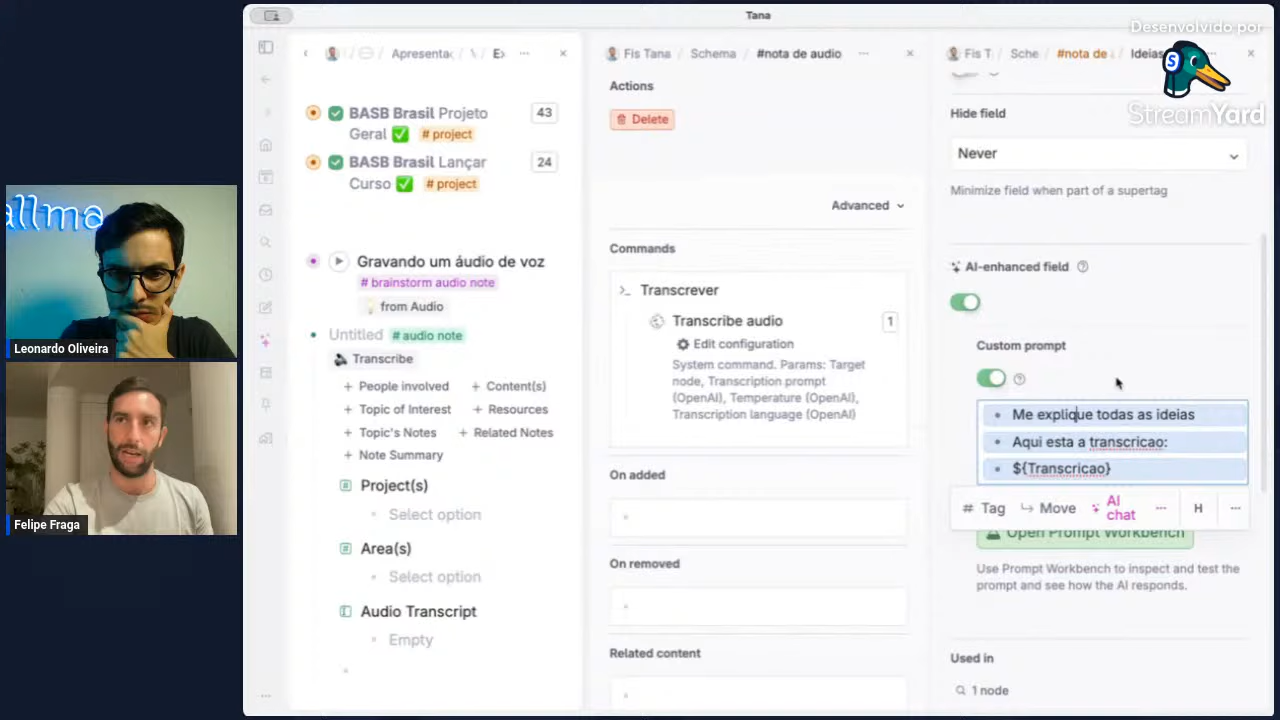 Tana
Desenvolvido por
StreamYard
allma
Leonardo Oliveira
Felipe Fraga
Apresenta
BASB Brasil Projeto 43
Geral # project
BASB Brasil Lançar 24
Curso # project
Gravando um áudio de voz
# brainstorm audio note
from Audio
Untitled # audio note
Transcribe
+ People involved + Content(s)
+ Topic of Interest + Resources
+ Topic's Notes + Related Notes
+ Note Summary
Project(s)
Select option
Area(s)
Select option
Audio Transcript
Empty
Fis Tana / Schema / #nota de audio
Actions
Delete
Advanced
Commands
Transcrever
Transcribe audio 1
Edit configuration
System command. Params: Target
node, Transcription prompt
(OpenAI), Temperature (OpenAI),
Transcription language (OpenAI)
On added
On removed
Related content
Fis T / Sche / #nota de / Ideias
Hide field
Never
Minimize field when part of a supertag
AI-enhanced field
Custom prompt
Me explique todas as ideias
Aqui esta a transcricao:
${Transcricao}
# Tag Move AI chat H
Open Prompt Workbench
Use Prompt Workbench to inspect and test the
prompt and see how the AI responds.
Used in
1 node